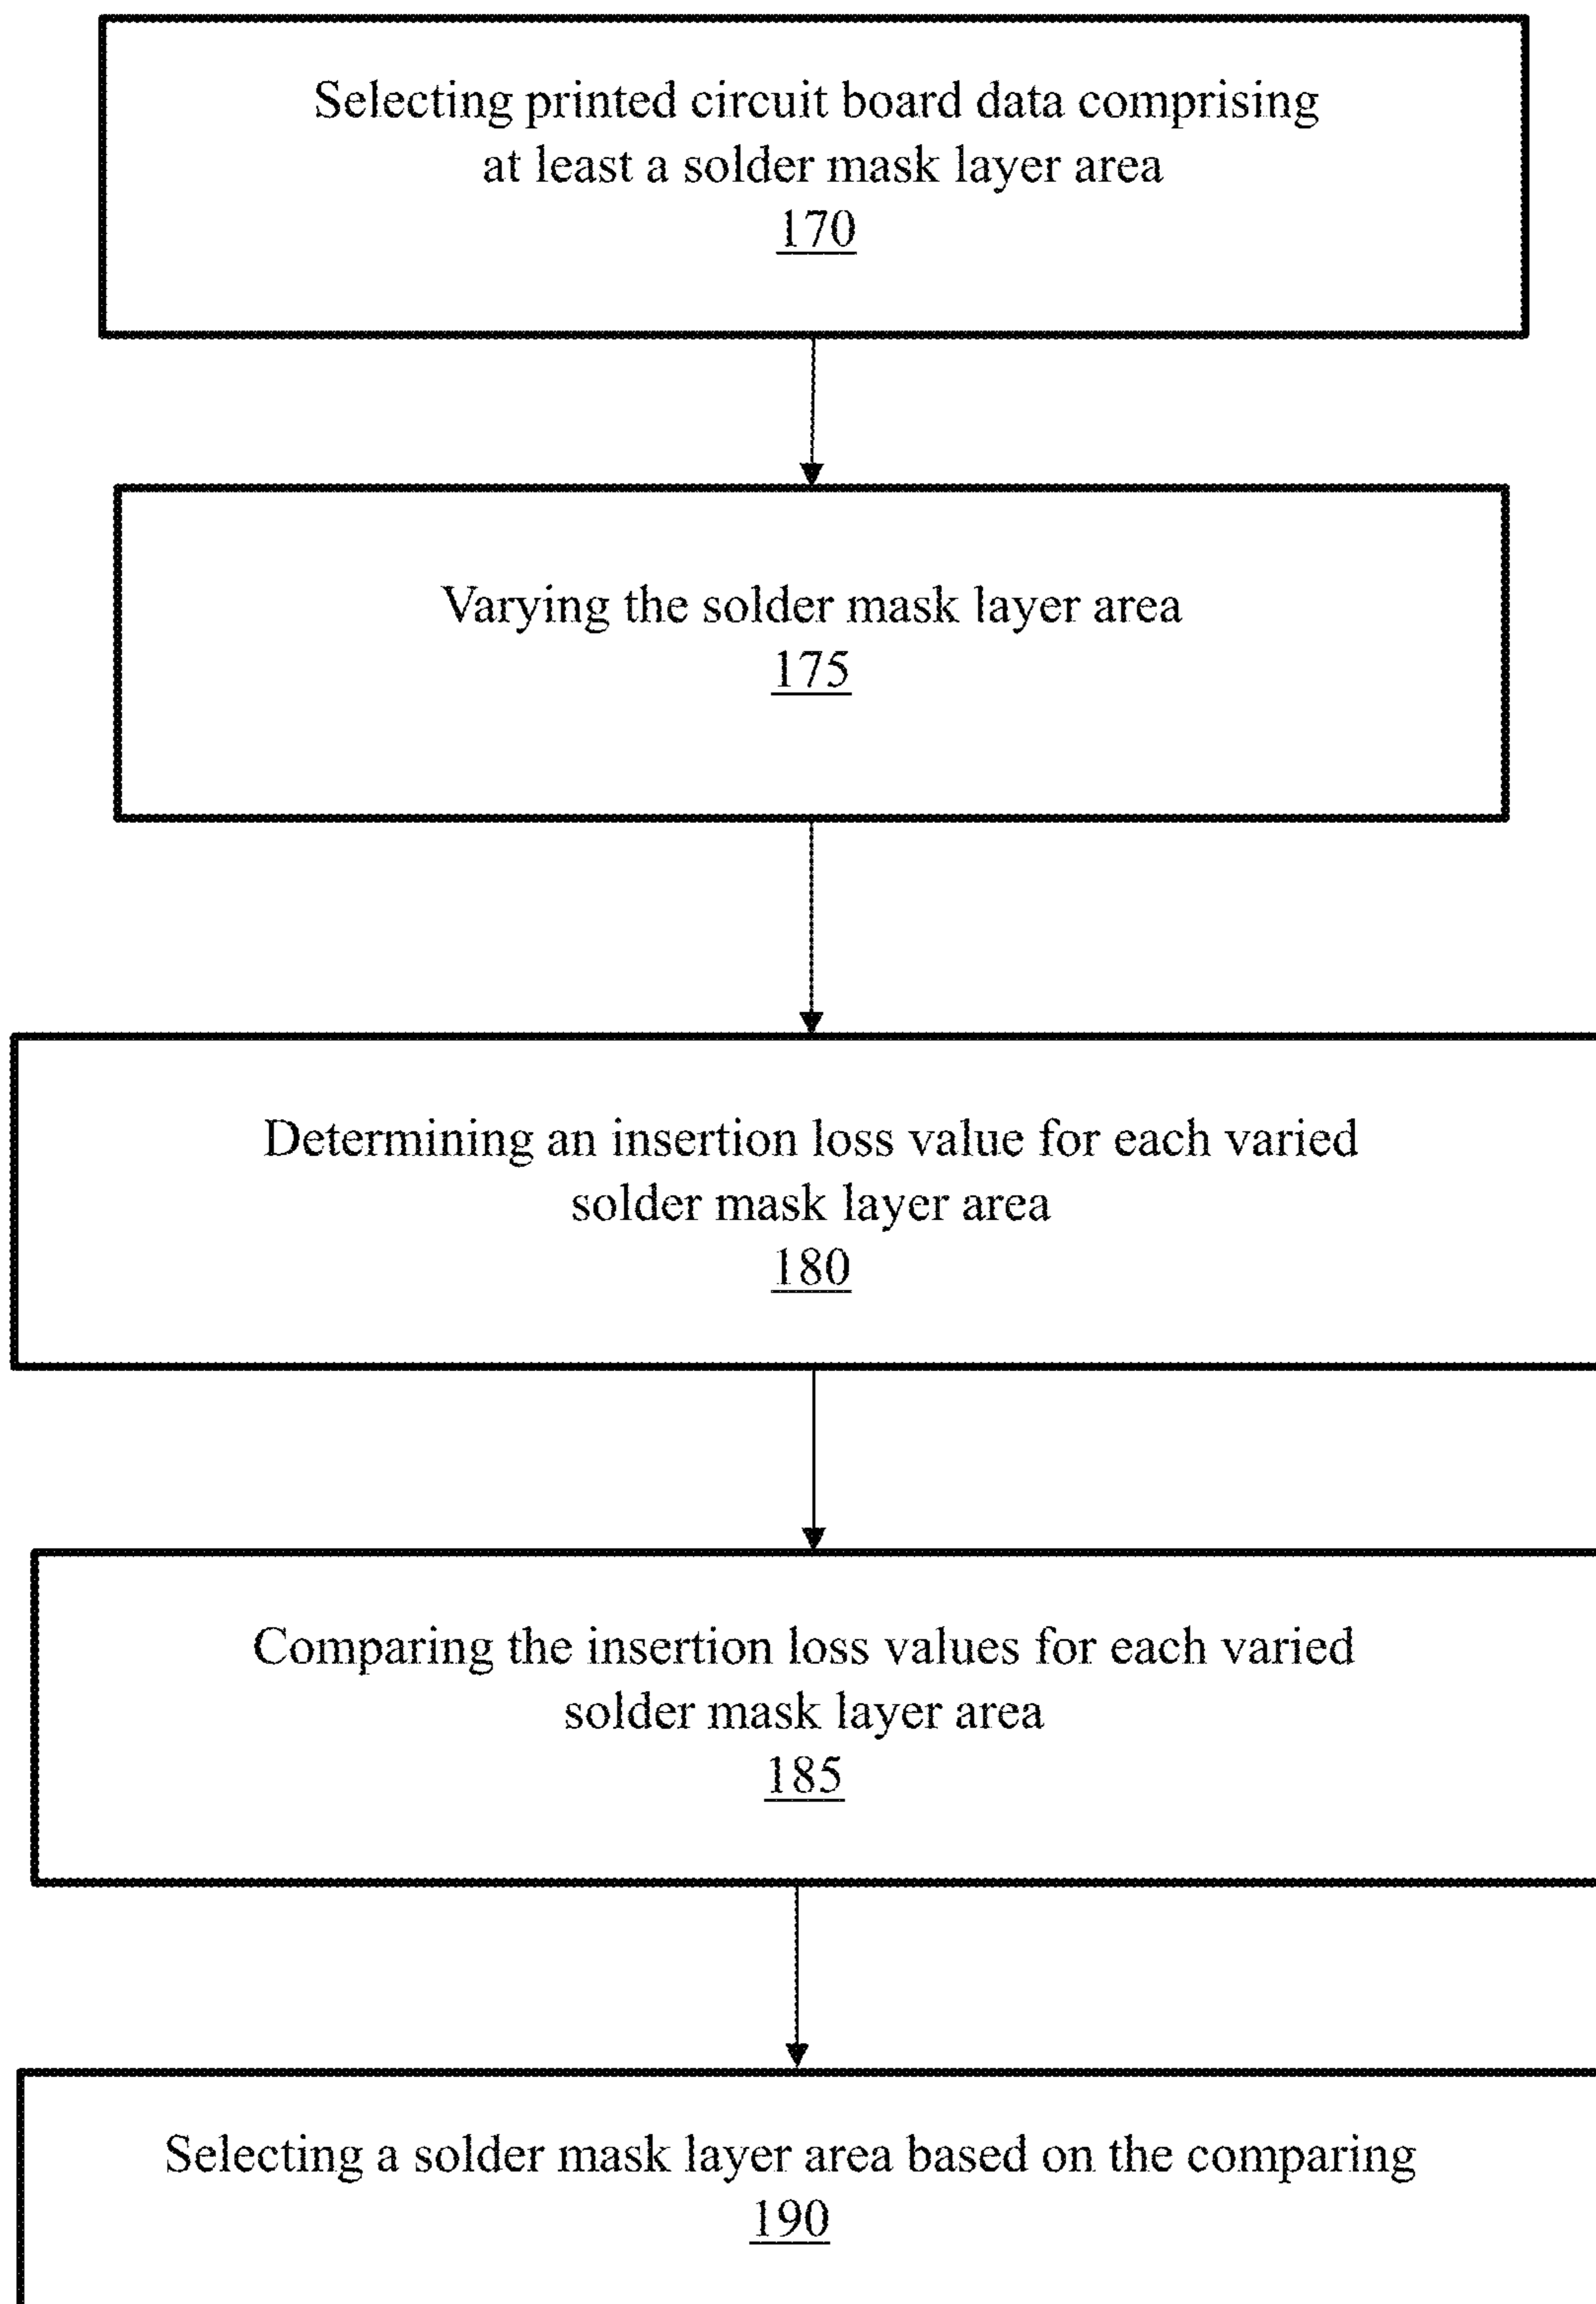 Selecting printed circuit board data comprising
at least a solder mask layer area
170
Varying the solder mask layer area
175
Determining an insertion loss value for each varied
solder mask layer area
180
Comparing the insertion loss values for each varied
solder mask layer area
185
Selecting a solder mask layer area based on the comparing
190